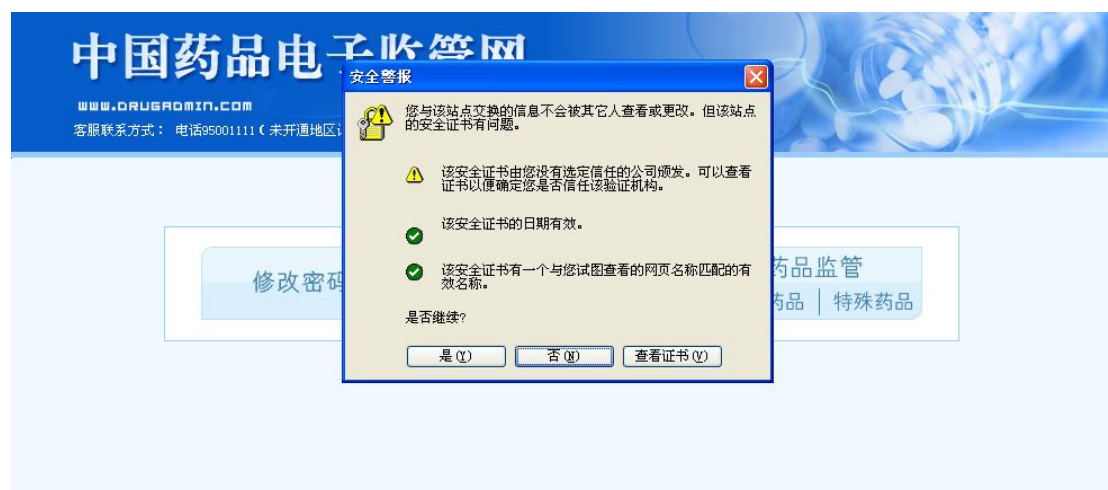 中国药品电子监管网
安全警报
WWW.DRUGADMIN.COM
客服联系方式： 电话95001111（未开通地区
您与该站点交换的信息不会被其它人查看或更改。但该站点
的安全证书有问题。
该安全证书由您没有选定信任的公司颁发。可以查看
证书以便确定您是否信任该验证机构。
该安全证书的日期有效。
该安全证书有一个与您试图查看的网页名称匹配的有
效名称。
是否继续?
是(Y)
否(N)
查看证书(V)
修改密码
药品监管
药品 | 特殊药品